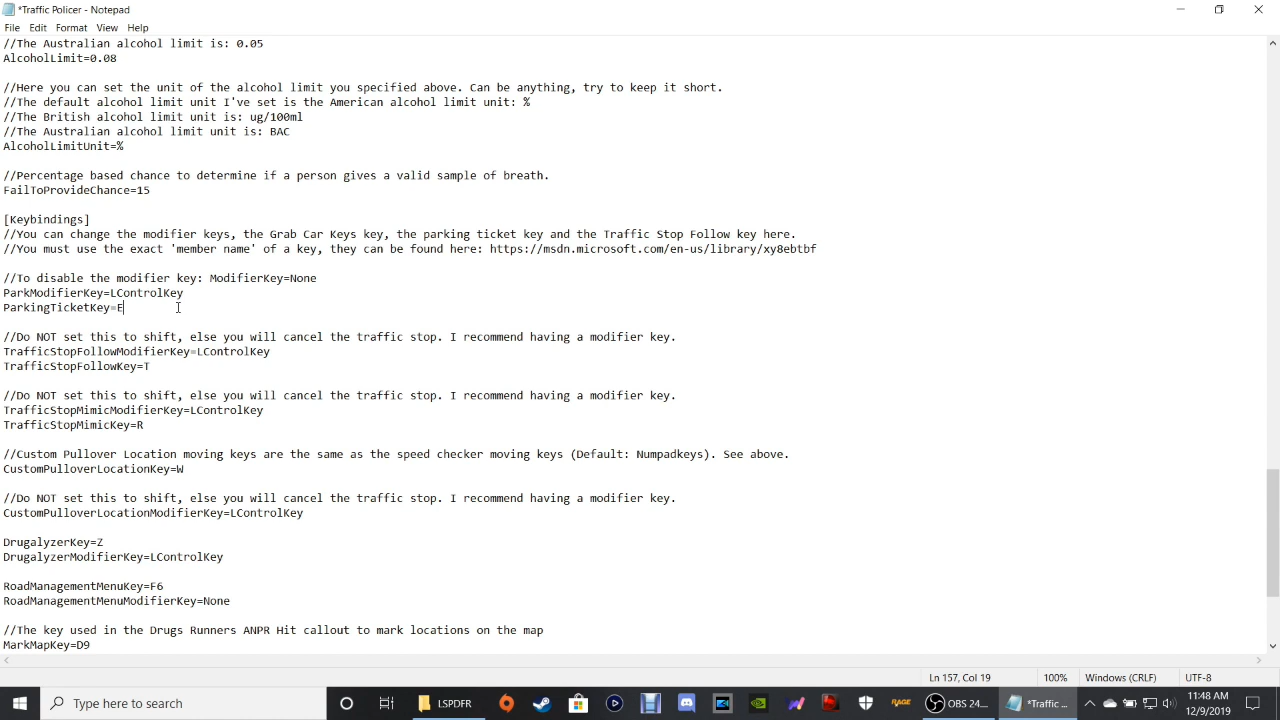 *Traffic Policer - Notepad
File Edit Format View Help
//The Australian alcohol limit is: 0.05
AlcoholLimit=0.08
//Here you can set the unit of the alcohol limit you specified above. Can be anything, try to keep it short.
//The default alcohol limit unit I've set is the American alcohol limit unit: %
//The British alcohol limit unit is: ug/100ml
//The Australian alcohol limit unit is: BAC
AlcoholLimitUnit=%
//Percentage based chance to determine if a person gives a valid sample of breath.
FailToProvideChance=15
[Keybindings]
//You can change the modifier keys, the Grab Car Keys key, the parking ticket key and the Traffic Stop Follow key here.
//You must use the exact 'member name' of a key, they can be found here: https://msdn.microsoft.com/en-us/library/xy8ebtbf
//To disable the modifier key: ModifierKey=None
ParkModifierKey=LControlKey
ParkingTicketKey=E
//Do NOT set this to shift, else you will cancel the traffic stop. I recommend having a modifier key.
TrafficStopFollowModifierKey=LControlKey
TrafficStopFollowKey=T
//Do NOT set this to shift, else you will cancel the traffic stop. I recommend having a modifier key.
TrafficStopMimicModifierKey=LControlKey
TrafficStopMimicKey=R
//Custom Pullover Location moving keys are the same as the speed checker moving keys (Default: Numpadkeys). See above.
CustomPulloverLocationKey=W
//Do NOT set this to shift, else you will cancel the traffic stop. I recommend having a modifier key.
CustomPulloverLocationModifierKey=LControlKey
DrugalyzerKey=Z
DrugalyzerModifierKey=LControlKey
RoadManagementMenuKey=F6
RoadManagementMenuModifierKey=None
//The key used in the Drugs Runners ANPR Hit callout to mark locations on the map
MarkMapKey=D9
Ln 157, Col 19 100% Windows (CRLF) UTF-8
Type here to search LSPDFR RAGE OBS 24... *Traffic ... 11:48 AM
12/9/2019